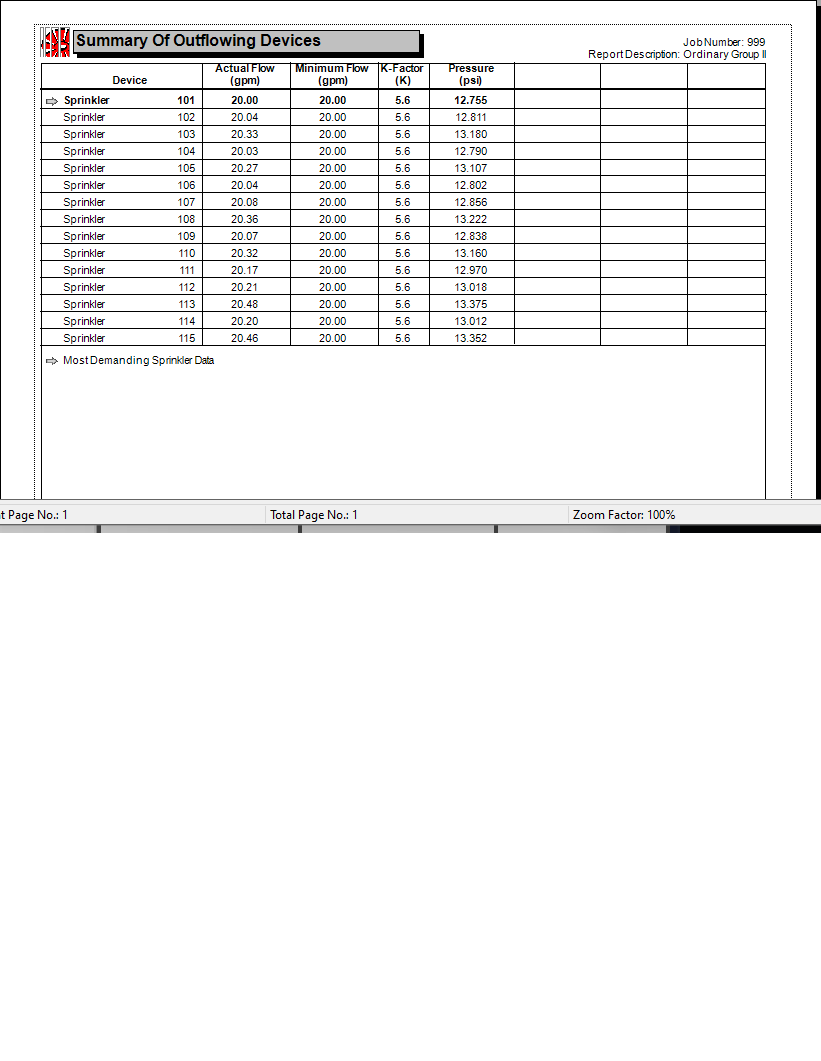 Summary Of Outflowing Devices
Job Number: 999
Report Description: Ordinary Group II
Device Actual Flow (gpm) Minimum Flow (gpm) K-Factor (K) Pressure (psi)
Sprinkler 101 20.00 20.00 5.6 12.755
Sprinkler 102 20.04 20.00 5.6 12.811
Sprinkler 103 20.33 20.00 5.6 13.180
Sprinkler 104 20.03 20.00 5.6 12.790
Sprinkler 105 20.27 20.00 5.6 13.107
Sprinkler 106 20.04 20.00 5.6 12.802
Sprinkler 107 20.08 20.00 5.6 12.856
Sprinkler 108 20.36 20.00 5.6 13.222
Sprinkler 109 20.07 20.00 5.6 12.838
Sprinkler 110 20.32 20.00 5.6 13.160
Sprinkler 111 20.17 20.00 5.6 12.970
Sprinkler 112 20.21 20.00 5.6 13.018
Sprinkler 113 20.48 20.00 5.6 13.375
Sprinkler 114 20.20 20.00 5.6 13.012
Sprinkler 115 20.46 20.00 5.6 13.352
Most Demanding Sprinkler Data
t Page No.: 1 Total Page No.: 1 Zoom Factor: 100%